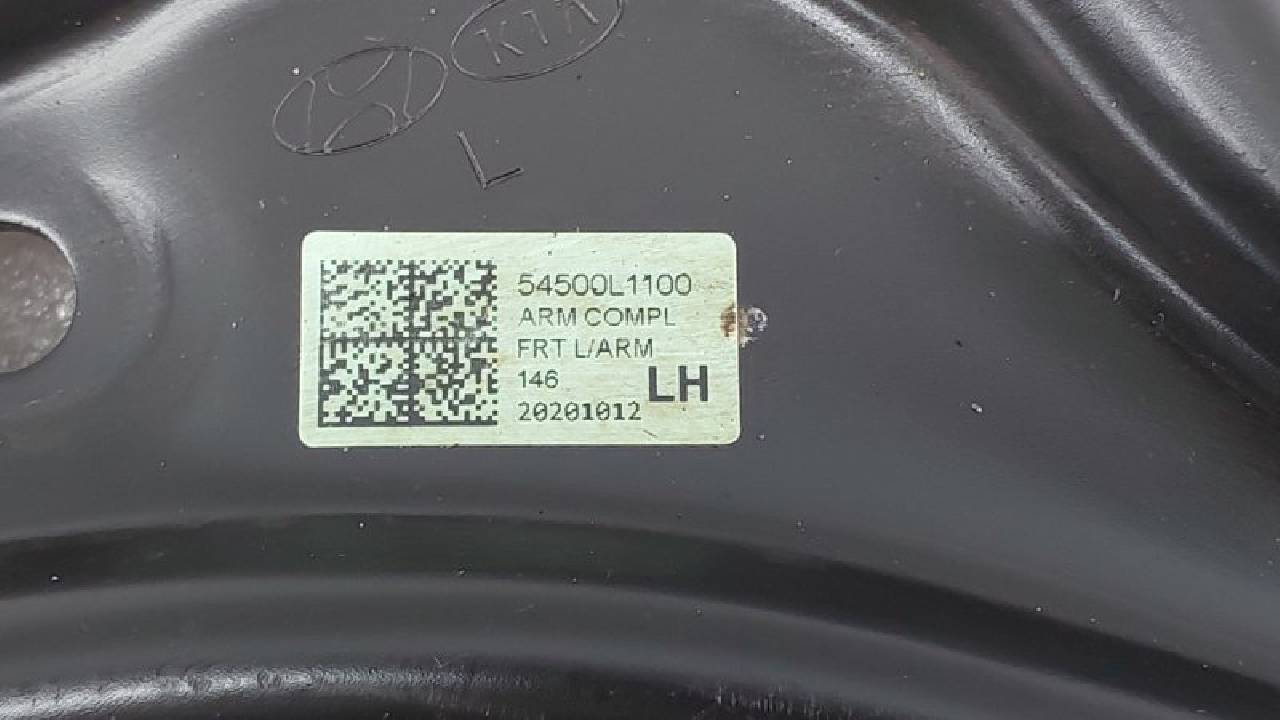 KIA
L
54500L1100
ARM COMPL
FRT L/ARM
146 LH
20201012